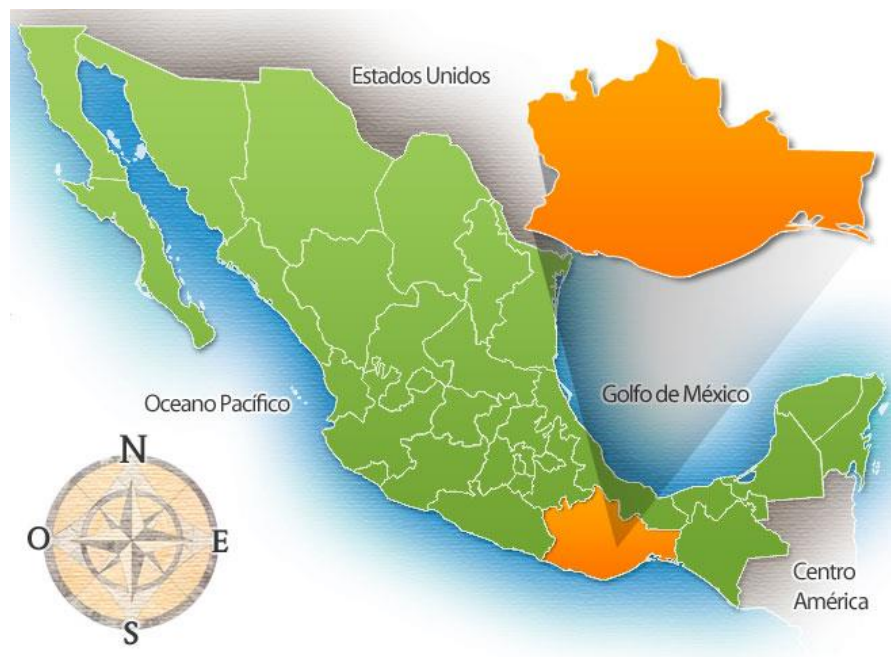 Estados Unidos
Oceano Pacífico
Golfo de México
N
O
E
S
Centro
América